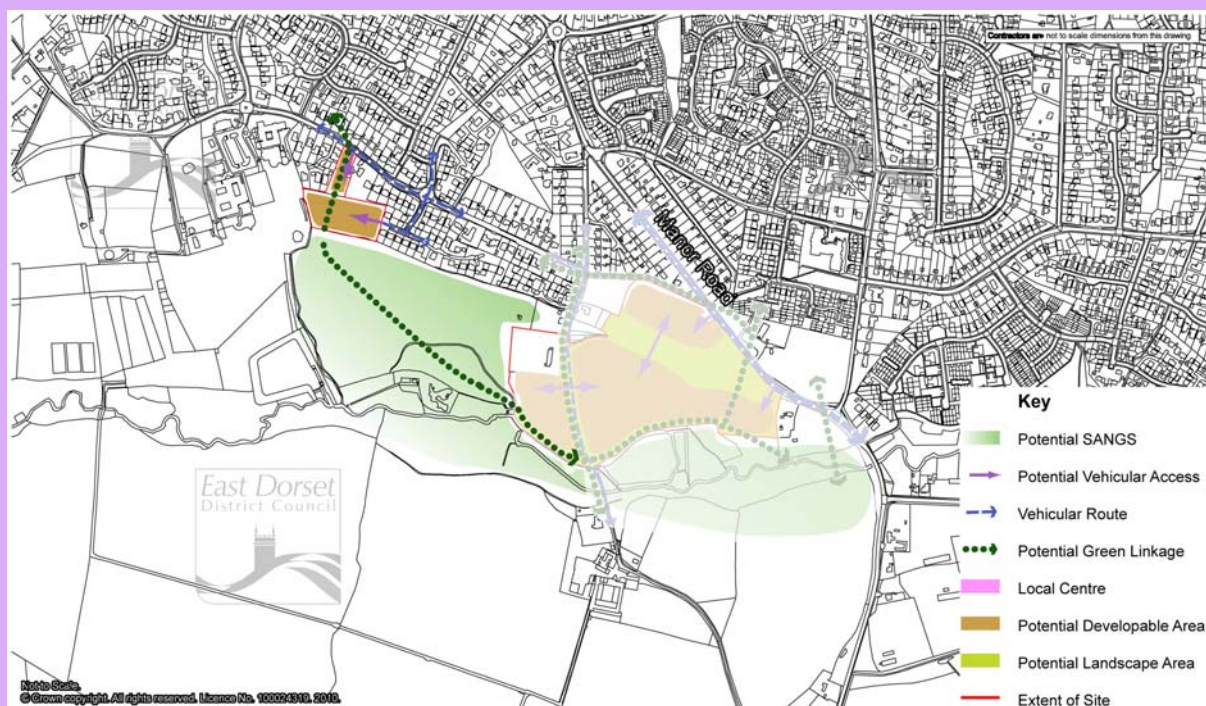 Contractors are not to scale dimensions from this drawing
Manor Road
East Dorset
District Council
Key
Potential SANGS
Potential Vehicular Access
Vehicular Route
Potential Green Linkage
Local Centre
Potential Developable Area
Potential Landscape Area
Extent of Site
Not to Scale.
© Crown copyright. All rights reserved. Licence No. 100024319. 2010.